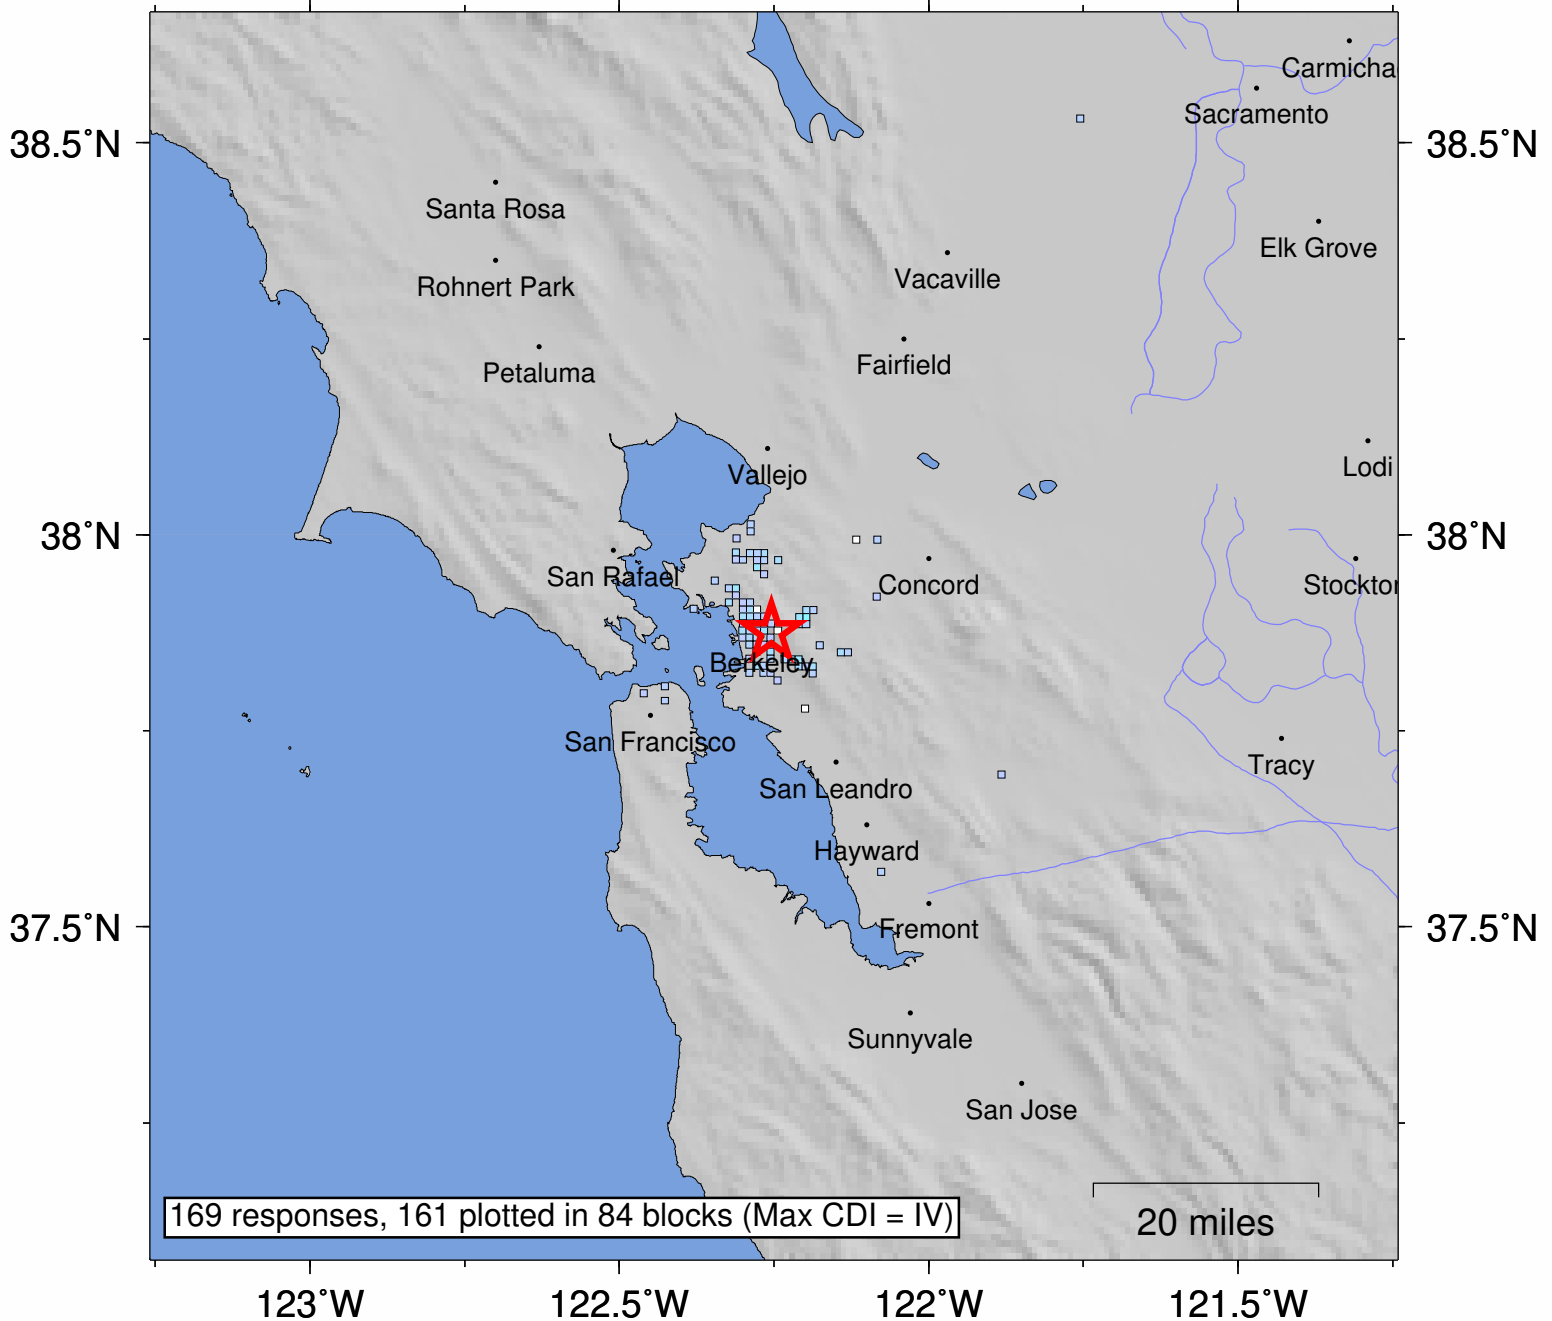 Carmicha
Sacramento
38.5˚N
38.5˚N
Santa Rosa
Elk Grove
Vacaville
Rohnert Park
Fairfield
Petaluma
Lodi
Vallejo
38˚N
38˚N
San Rafael
Concord
Stockton
Berkeley
San Francisco
Tracy
San Leandro
Hayward
37.5˚N
Fremont
37.5˚N
Sunnyvale
San Jose
169 responses, 161 plotted in 84 blocks (Max CDI = IV)
20 miles
123˚W
122.5˚W
122˚W
121.5˚W